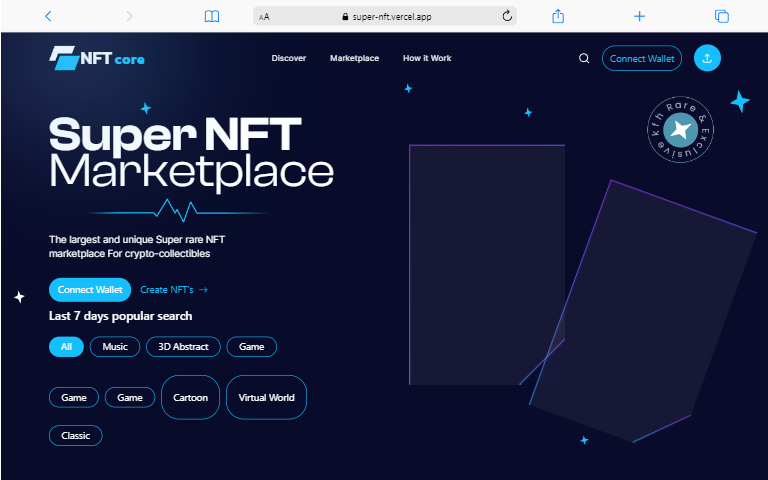 AA super-nft.vercel.app
NFT core
Discover Marketplace How it Work
Connect Wallet
Kfh Rare & Exclusive
Super NFT
Marketplace
The largest and unique Super rare NFT
marketplace For crypto-collectibles
Connect Wallet Create NFT's →
Last 7 days popular search
All Music 3D Abstract Game
Game Game Cartoon Virtual World
Classic